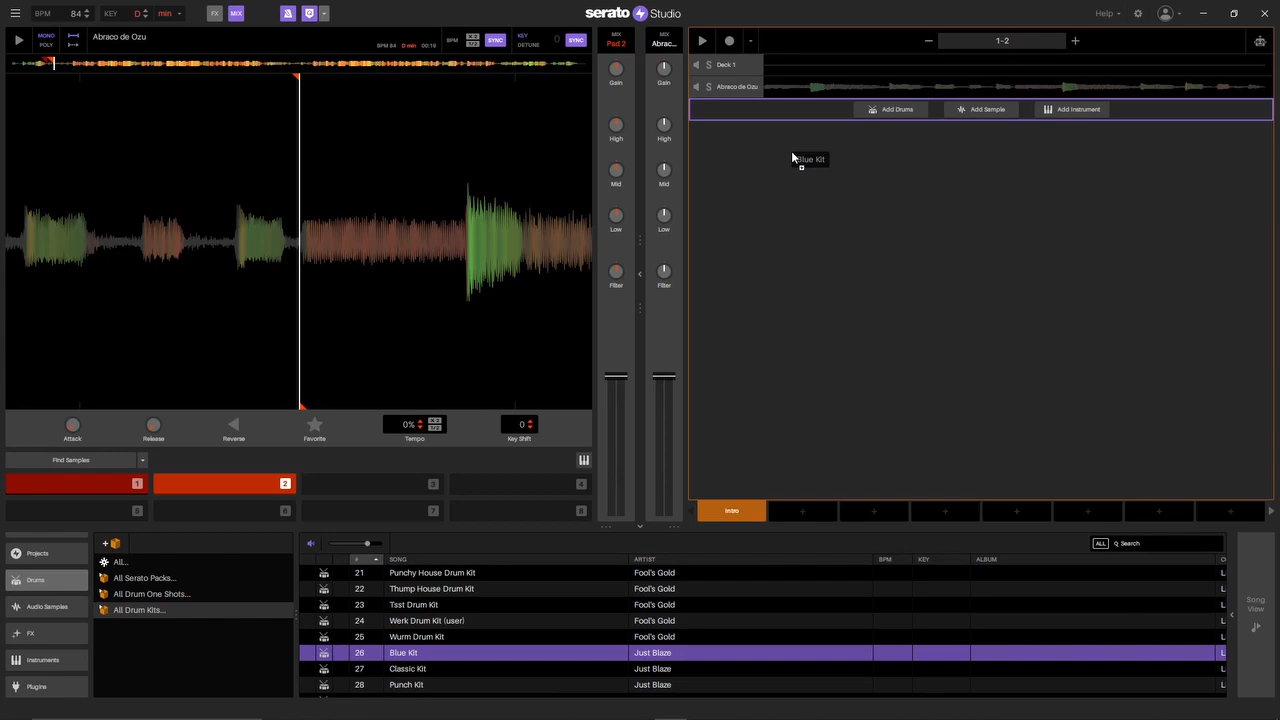 BPM 84 KEY D min FX MIX
serato Studio
Help
MONO
POLY
Abraco de Ozu
BPM 84 D min 00:18
BPM x 2 1/2 SYNC KEY DETUNE 0 SYNC
MIX
Pad 2
Gain
High
Mid
Low
Filter
MIX
Abrac...
Gain
High
Mid
Low
Filter
1-2
S Deck 1
S Abraco de Ozu
Add Drums Add Sample Add Instrument
Blue Kit
Attack
Release
Reverse
Favorite
0% x 2 1/2
Tempo
0
Key Shift
Find Samples
1 2 3 4
5 6 7 8
Intro + + + + + + +
Projects
Drums
Audio Samples
FX
Instruments
Plugins
+
All...
All Serato Packs...
All Drum One Shots...
All Drum Kits...
ALL Search
# SONG ARTIST BPM KEY ALBUM
21 Punchy House Drum Kit Fool's Gold
22 Thump House Drum Kit Fool's Gold
23 Tsst Drum Kit Fool's Gold
24 Werk Drum Kit (user) Fool's Gold
25 Wurm Drum Kit Fool's Gold
26 Blue Kit Just Blaze
27 Classic Kit Just Blaze
28 Punch Kit Just Blaze
Song
View